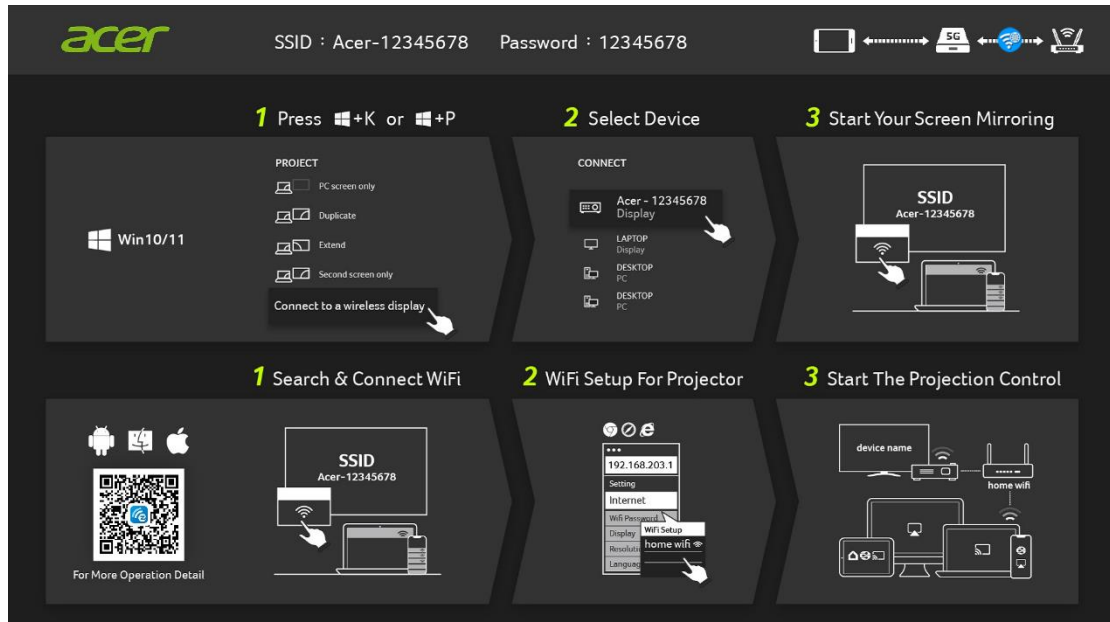 acer
SSID : Acer-12345678 Password : 12345678
5G
1 Press +K or +P
2 Select Device
3 Start Your Screen Mirroring
Win10/11
PROJECT
PC screen only
Duplicate
Extend
Second screen only
Connect to a wireless display
CONNECT
Acer - 12345678
Display
LAPTOP
Display
DESKTOP
PC
DESKTOP
PC
SSID
Acer-12345678
1 Search & Connect WiFi
2 WiFi Setup For Projector
3 Start The Projection Control
For More Operation Detail
SSID
Acer-12345678
192.168.203.1
Setting
Internet
Wifi Password
Display
Resolutio
Languag
WiFi Setup
home wifi
device name
home wifi